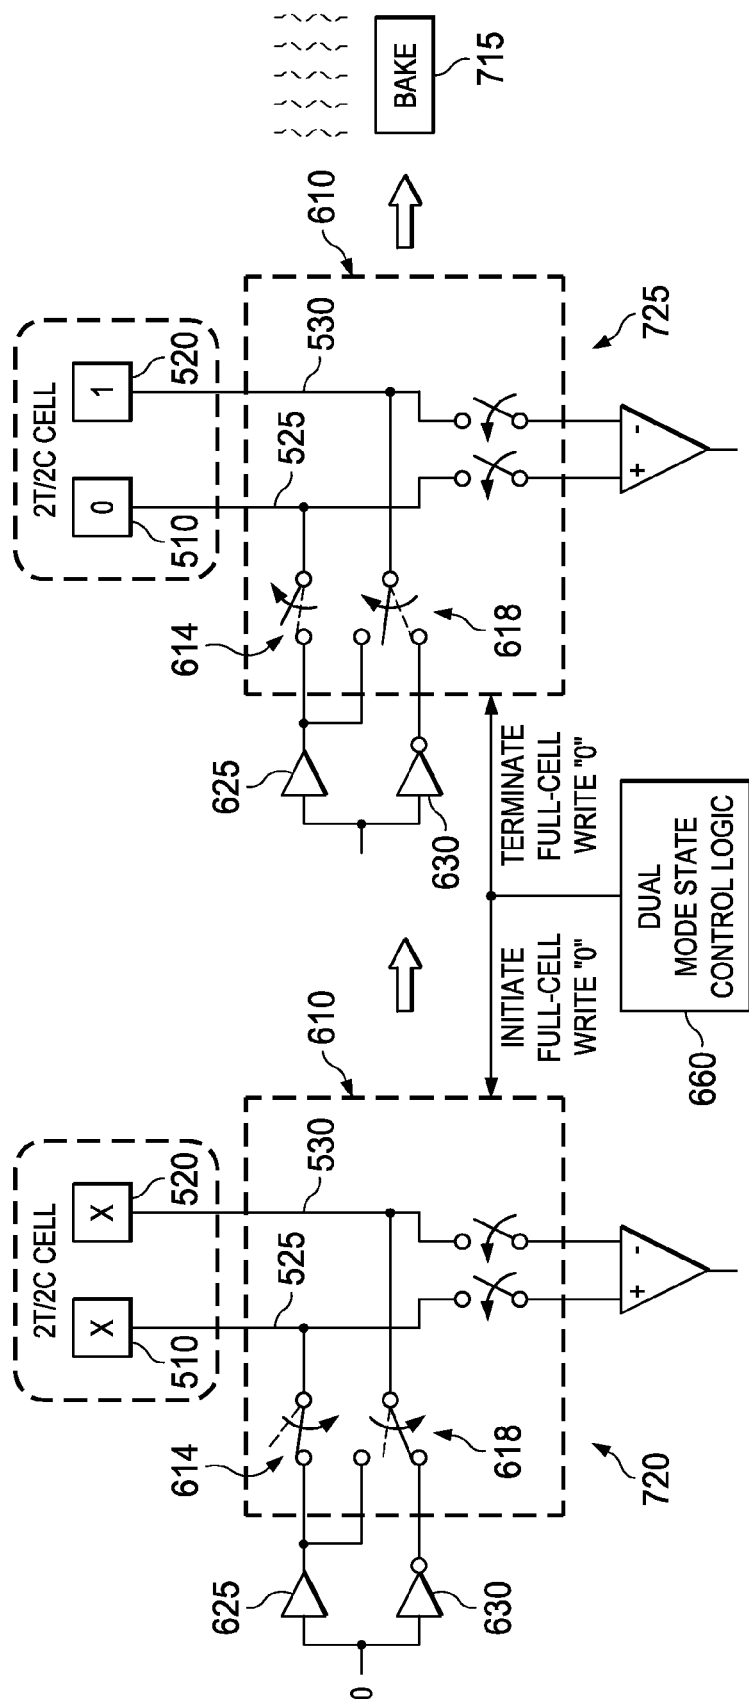 2T/2C CELL
X
X
510
520
525
530
610
614
618
625
630
0
720
+
-
INITIATE
FULL-CELL
WRITE "0"
TERMINATE
FULL-CELL
WRITE "0"
DUAL
MODE STATE
CONTROL LOGIC
660
2T/2C CELL
0
1
510
520
525
530
610
614
618
625
630
725
+
-
BAKE
715